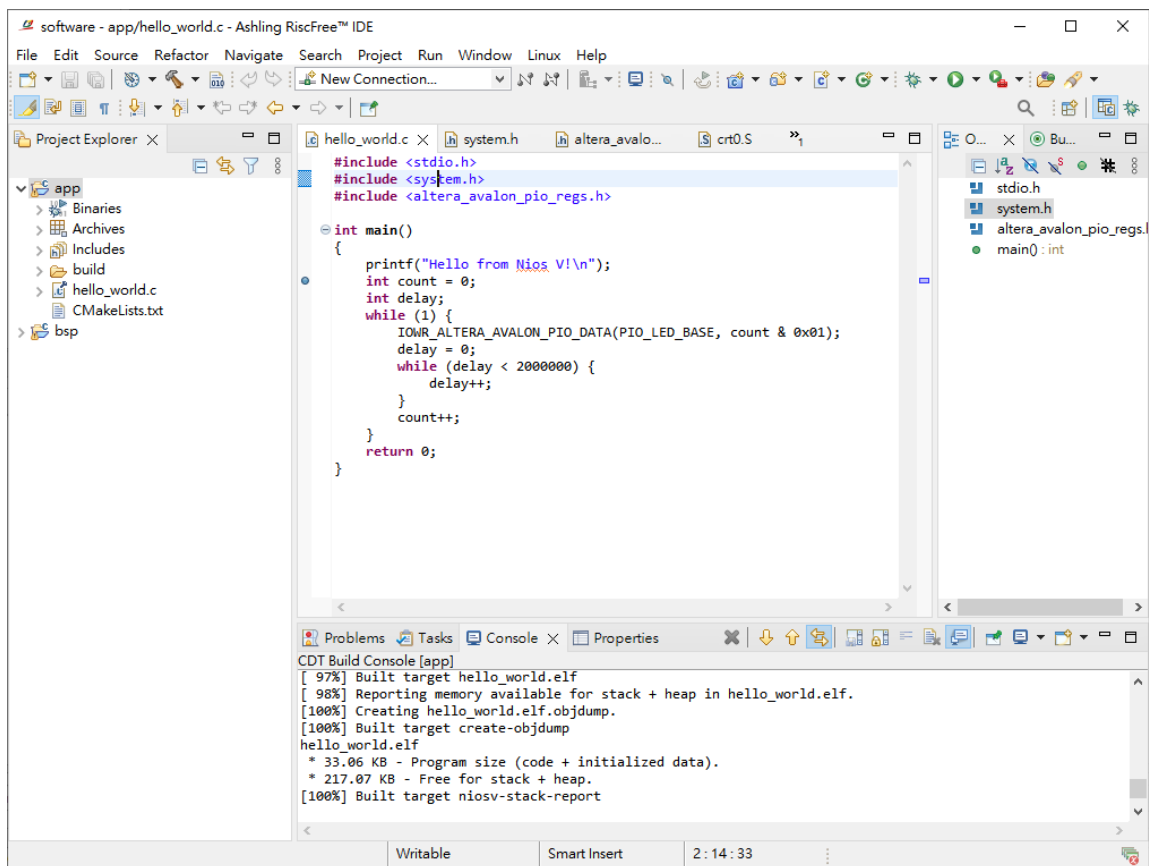 software - app/hello_world.c - Ashling RiscFree™ IDE
File Edit Source Refactor Navigate Search Project Run Window Linux Help
New Connection...
Project Explorer
hello_world.c
system.h
altera_avalo...
crt0.S
»1
O...
Bu...
app
Binaries
Archives
Includes
build
hello_world.c
CMakeLists.txt
bsp
#include <stdio.h>
#include <system.h>
#include <altera_avalon_pio_regs.h>
int main()
{
printf("Hello from Nios V!\n");
int count = 0;
int delay;
while (1) {
IOWR_ALTERA_AVALON_PIO_DATA(PIO_LED_BASE, count & 0x01);
delay = 0;
while (delay < 2000000) {
delay++;
}
count++;
}
return 0;
}
stdio.h
system.h
altera_avalon_pio_regs.l
main() : int
Problems Tasks Console Properties
CDT Build Console [app]
[ 97%] Built target hello_world.elf
[ 98%] Reporting memory available for stack + heap in hello_world.elf.
[100%] Creating hello_world.elf.objdump.
[100%] Built target create-objdump
hello_world.elf
* 33.06 KB - Program size (code + initialized data).
* 217.07 KB - Free for stack + heap.
[100%] Built target niosv-stack-report
Writable Smart Insert 2 : 14 : 33